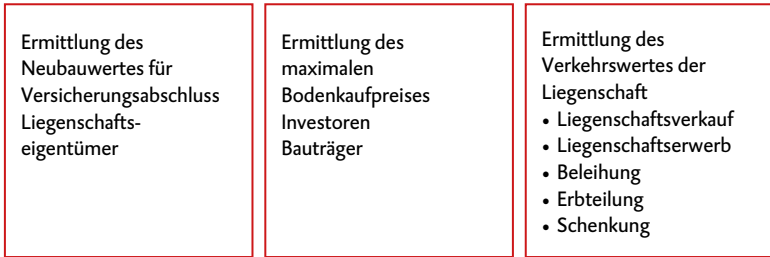 Ermittlung des
Neubauwertes für
Versicherungsabschluss
Liegenschafts-
eigentümer
Ermittlung des
maximalen
Bodenkaufpreises
Investoren
Bauträger
Ermittlung des
Verkehrswertes der
Liegenschaft
• Liegenschaftsverkauf
• Liegenschaftserwerb
• Beleihung
• Erbteilung
• Schenkung